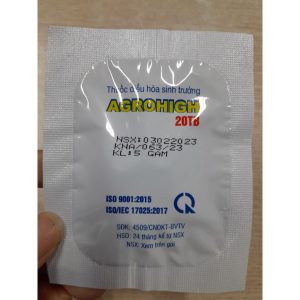 Thuốc điều hòa sinh trưởng
AGROHIGH
20TB
NSX:03022023
KNA/063/23
KL:5 GAM
ISO 9001:2015
ISO/IEC 17025:2017
SĐK: 4509/CNĐKT-BVTV
HSD: 24 tháng kể từ NSX
NSX: Xem trên gói